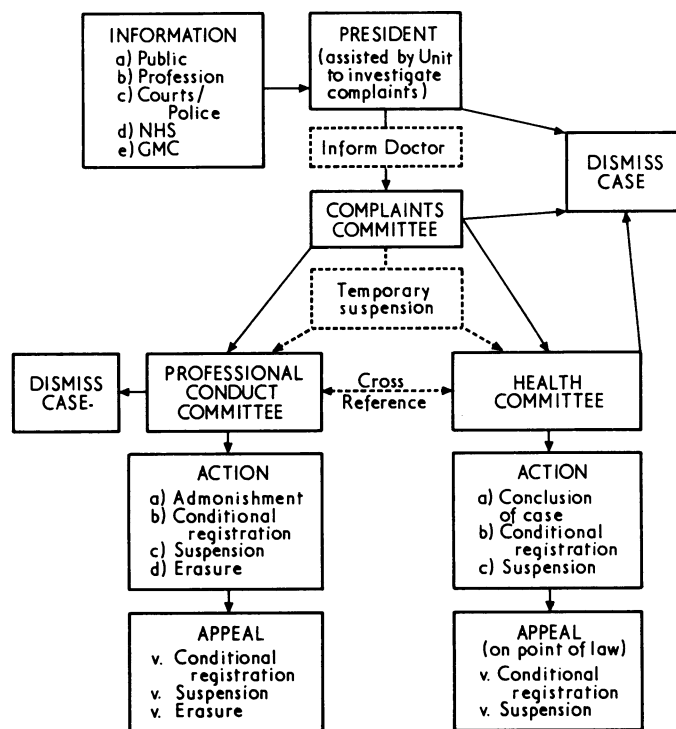 INFORMATION
a) Public
b) Profession
c) Courts/
Police
d) NHS
e) GMC
PRESIDENT
(assisted by Unit
to investigate
complaints)
Inform Doctor
DISMISS
CASE
COMPLAINTS
COMMITTEE
Temporary
suspension
DISMISS
CASE-
PROFESSIONAL
CONDUCT
COMMITTEE
Cross
Reference
HEALTH
COMMITTEE
ACTION
a) Admonishment
b) Conditional
registration
c) Suspension
d) Erasure
ACTION
a) Conclusion
of case
b) Conditional
registration
c) Suspension
APPEAL
v. Conditional
registration
v. Suspension
v. Erasure
APPEAL
(on point of law)
v. Conditional
registration
v. Suspension